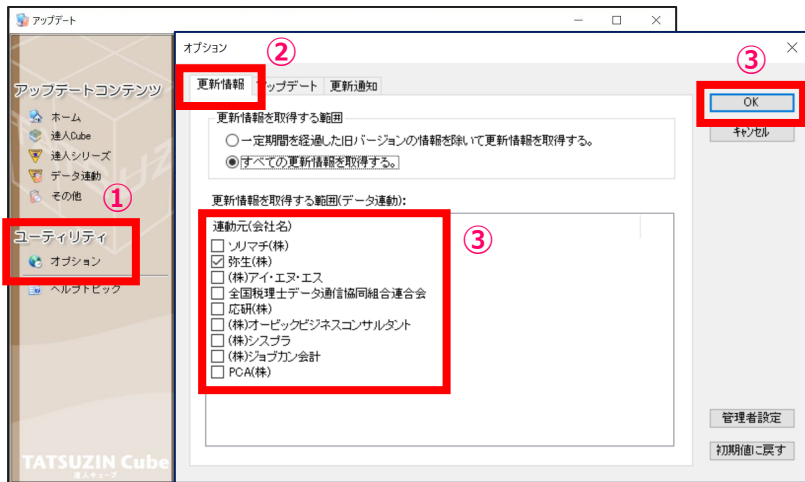 アップデート
アップデートコンテンツ
ホーム
達人Cube
達人シリーズ
データ連動
その他
①
ユーティリティ
オプション
ヘルプトピック
TATSUZIN Cube
達人キューブ
オプション
②
更新情報
アップデート
更新通知
更新情報を取得する範囲
一定期間を経過した旧バージョンの情報を除いて更新情報を取得する。
すべての更新情報を取得する。
更新情報を取得する範囲(データ連動):
連動元(会社名)
ソリマチ(株)
弥生(株)
(株)アイ・エヌ・エス
全国税理士データ通信協同組合連合会
応研(株)
(株)オービックビジネスコンサルタント
(株)シスプラ
(株)ジョブカン会計
PCA(株)
③
③
OK
キャンセル
管理者設定
初期値に戻す